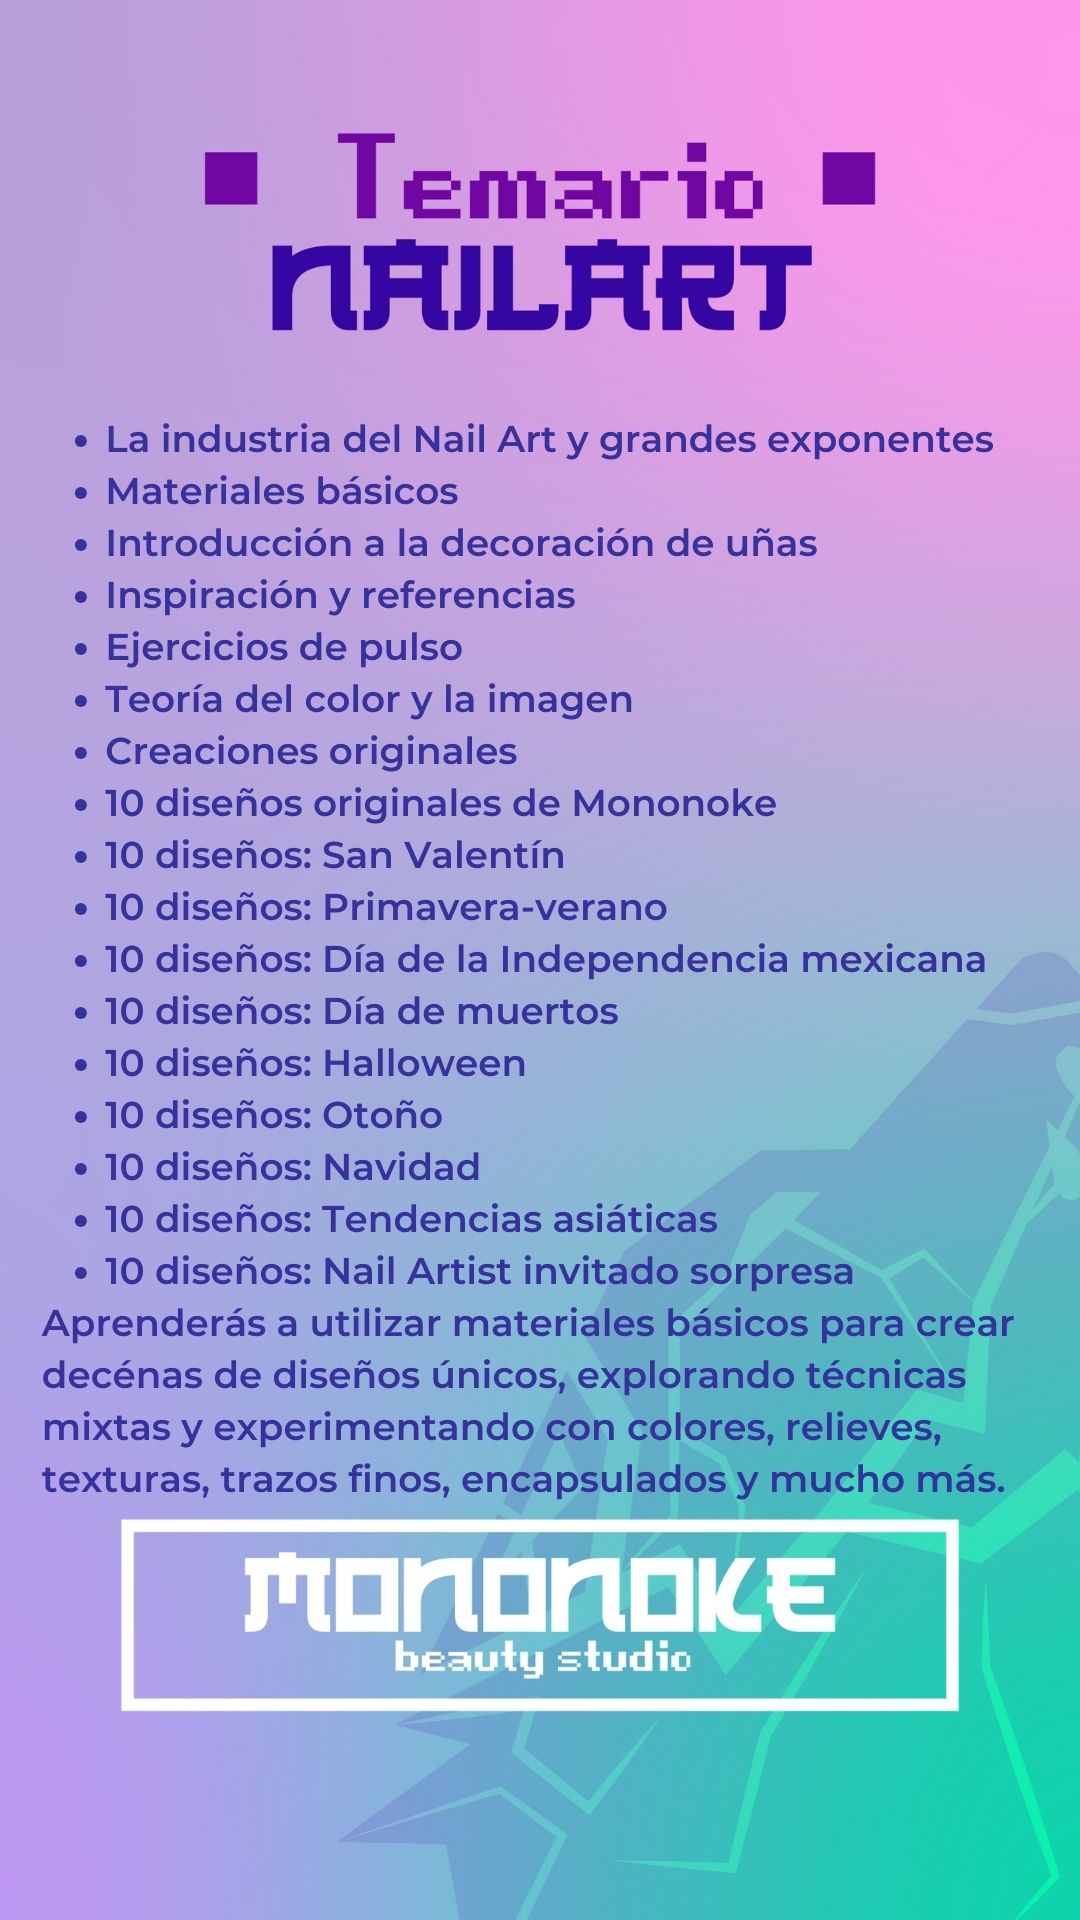 Temario
NAILART
• La industria del Nail Art y grandes exponentes
• Materiales básicos
• Introducción a la decoración de uñas
• Inspiración y referencias
• Ejercicios de pulso
• Teoría del color y la imagen
• Creaciones originales
• 10 diseños originales de Mononoke
• 10 diseños: San Valentín
• 10 diseños: Primavera-verano
• 10 diseños: Día de la Independencia mexicana
• 10 diseños: Día de muertos
• 10 diseños: Halloween
• 10 diseños: Otoño
• 10 diseños: Navidad
• 10 diseños: Tendencias asiáticas
• 10 diseños: Nail Artist invitado sorpresa
Aprenderás a utilizar materiales básicos para crear
decénas de diseños únicos, explorando técnicas
mixtas y experimentando con colores, relieves,
texturas, trazos finos, encapsulados y mucho más.
MONONOKE
beauty studio